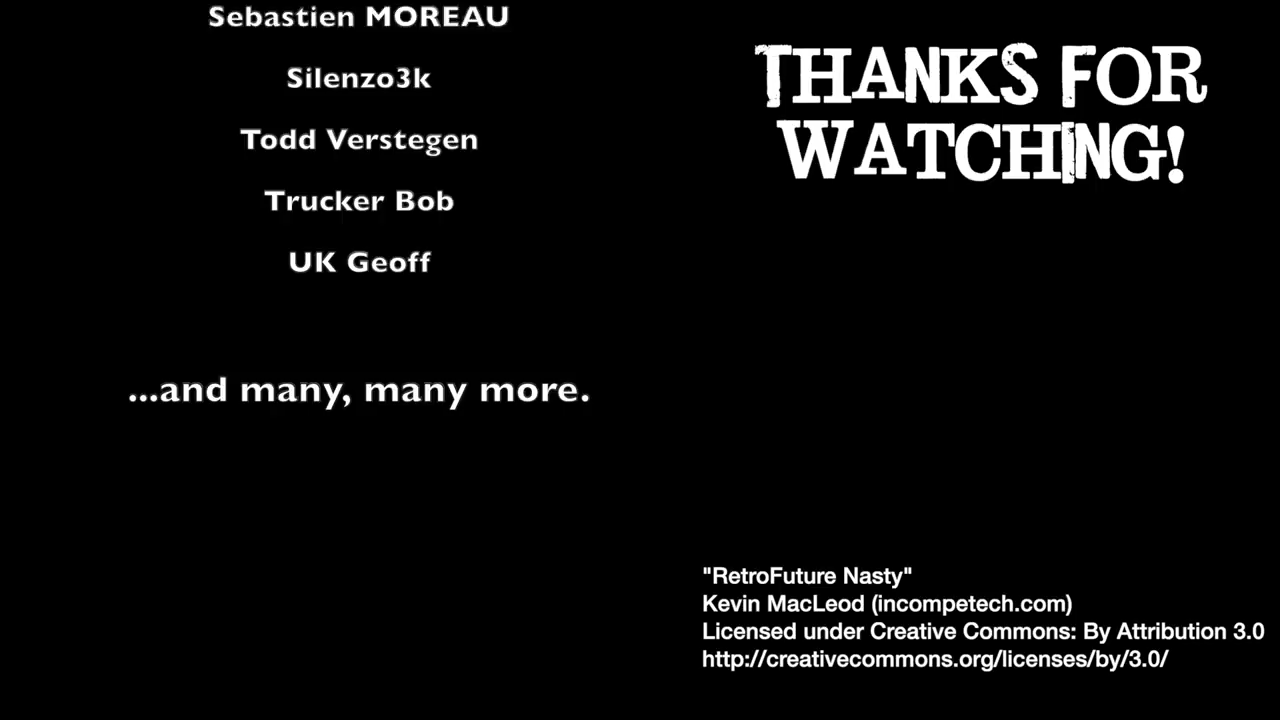 Sebastien MOREAU
Silenzo3k
Todd Verstegen
Trucker Bob
UK Geoff
...and many, many more.
THANKS FOR
WATCHING!
"RetroFuture Nasty"
Kevin MacLeod (incompetech.com)
Licensed under Creative Commons: By Attribution 3.0
http://creativecommons.org/licenses/by/3.0/